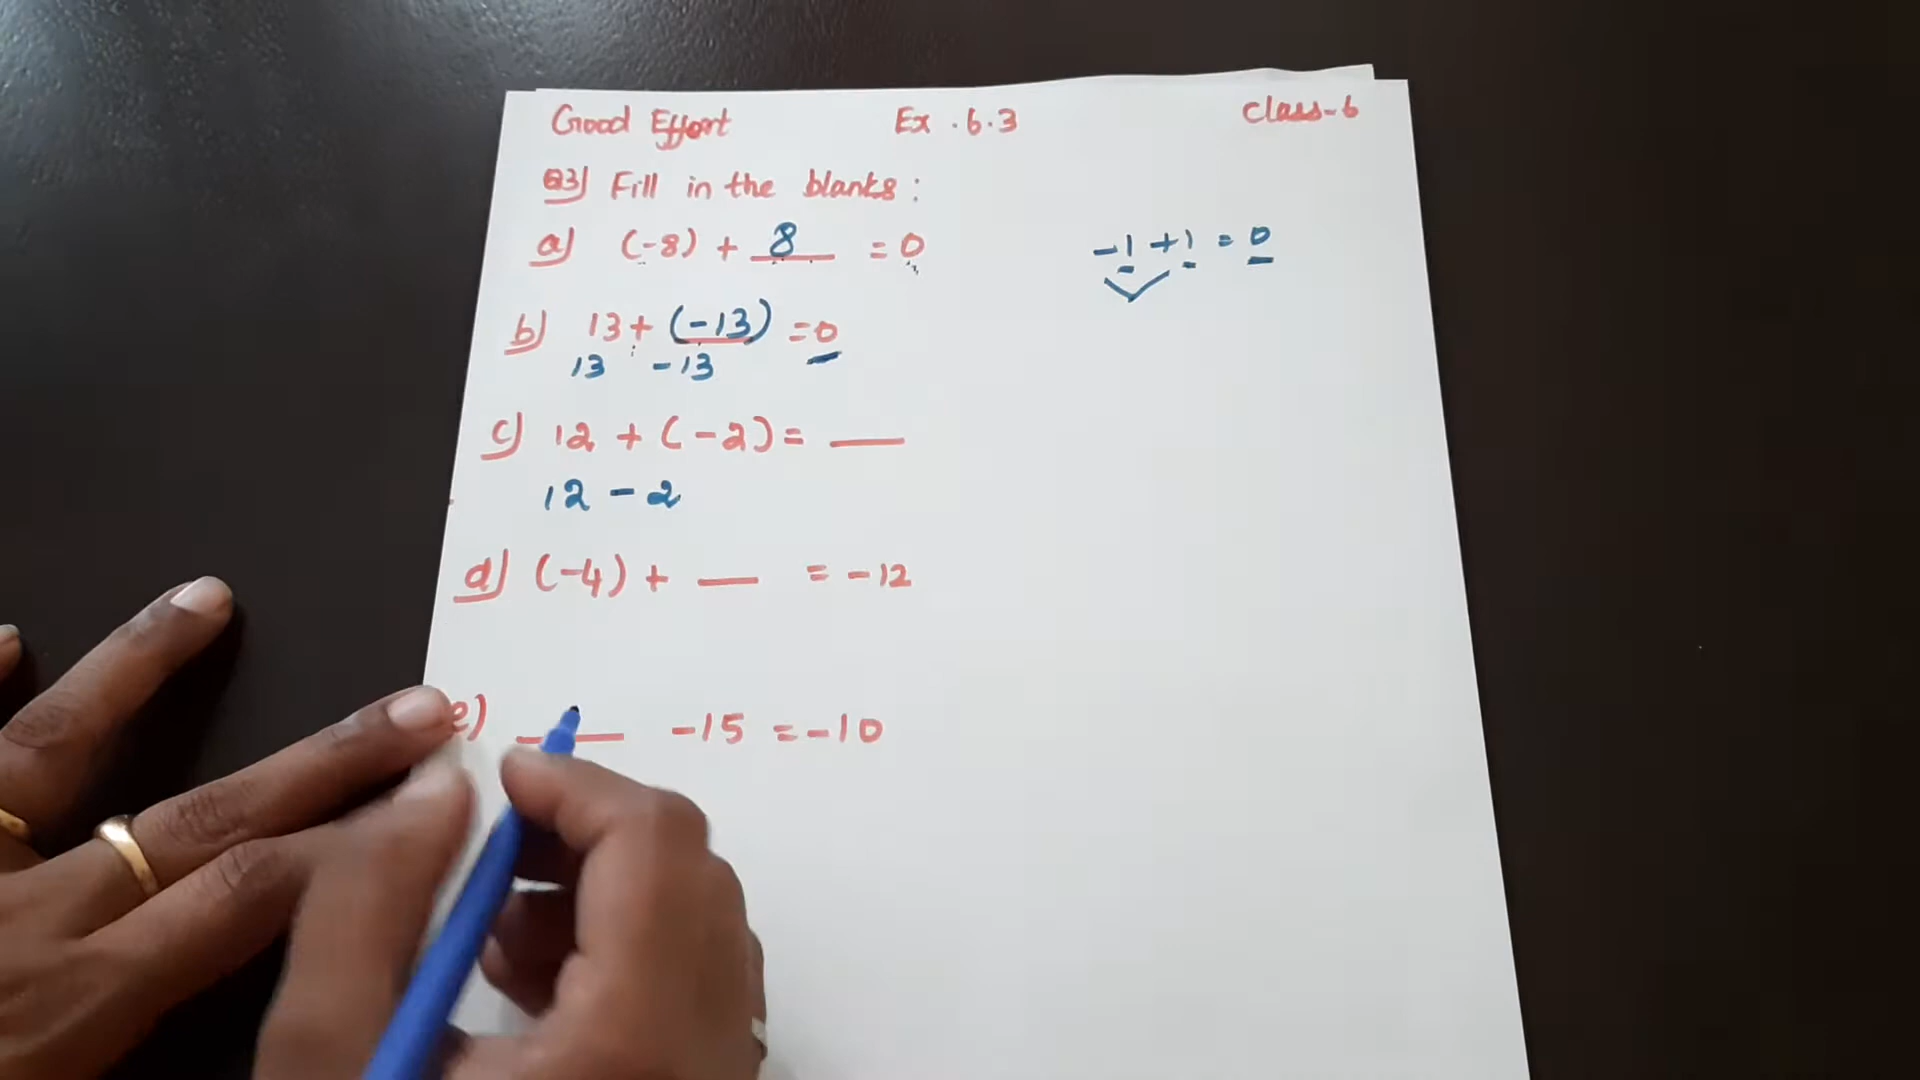 Good Effort Ex. 6.3 Class-6
Q3) Fill in the blanks:
a) (-8) + 8 = 0
-1 +1 = 0
b) 13 + (-13) = 0
13 -13
c) 12 + (-2) = ___
12 - 2
d) (-4) + ___ = -12
e) ___ -15 = -10